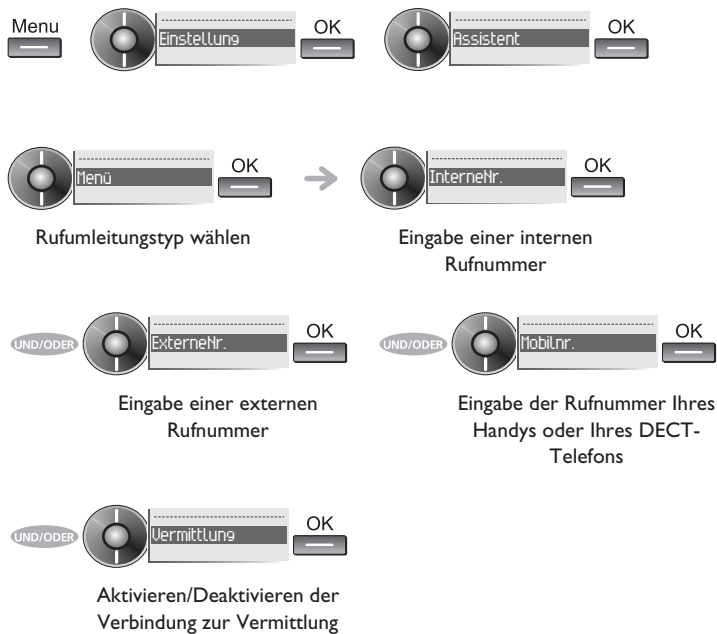 Menu
Einstellung
OK
Assistent
OK
Menü
OK
InterneNr.
OK
Rufumleitungstyp wählen
Eingabe einer internen
Rufnummer
UND/ODER
ExterneNr.
OK
UND/ODER
Mobilnr.
OK
Eingabe einer externen
Rufnummer
Eingabe der Rufnummer Ihres
Handys oder Ihres DECT-
Telefons
UND/ODER
Vermittlung
OK
Aktivieren/Deaktivieren der
Verbindung zur Vermittlung